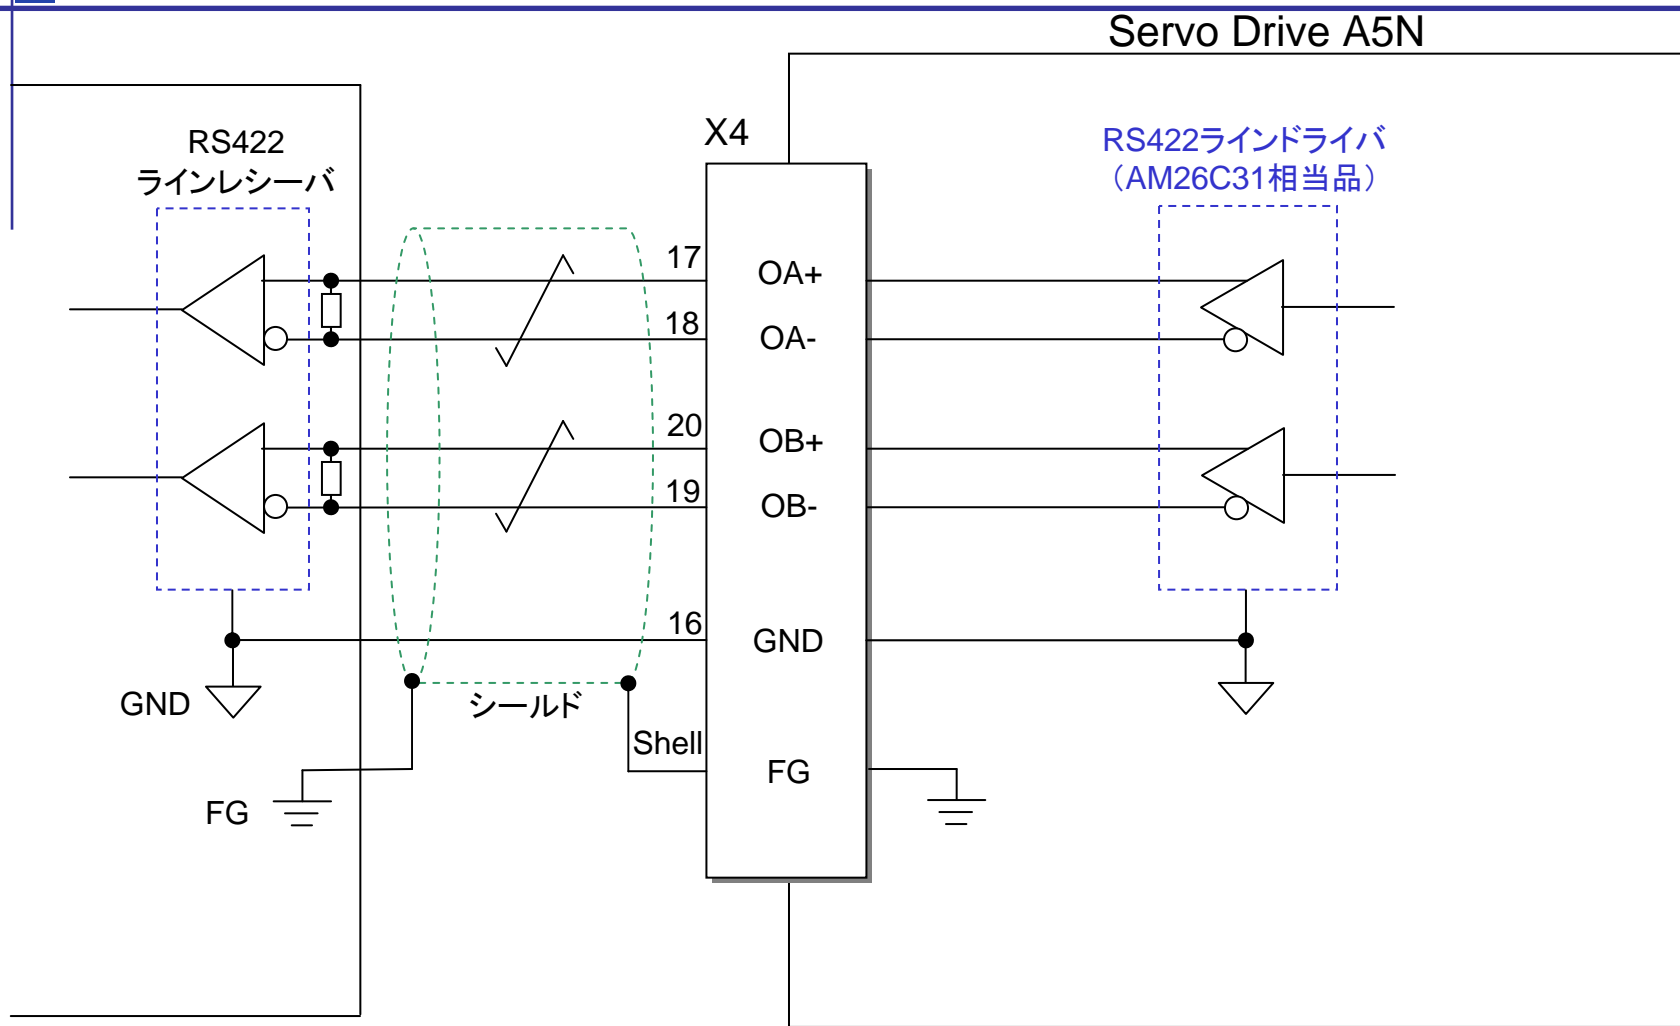 Servo Drive A5N
RS422
ラインレシーバ
X4
RS422ラインドライバ
（AM26C31相当品）
17
OA+
18
OA-
20
OB+
19
OB-
16
GND
GND
シールド
Shell
FG
FG